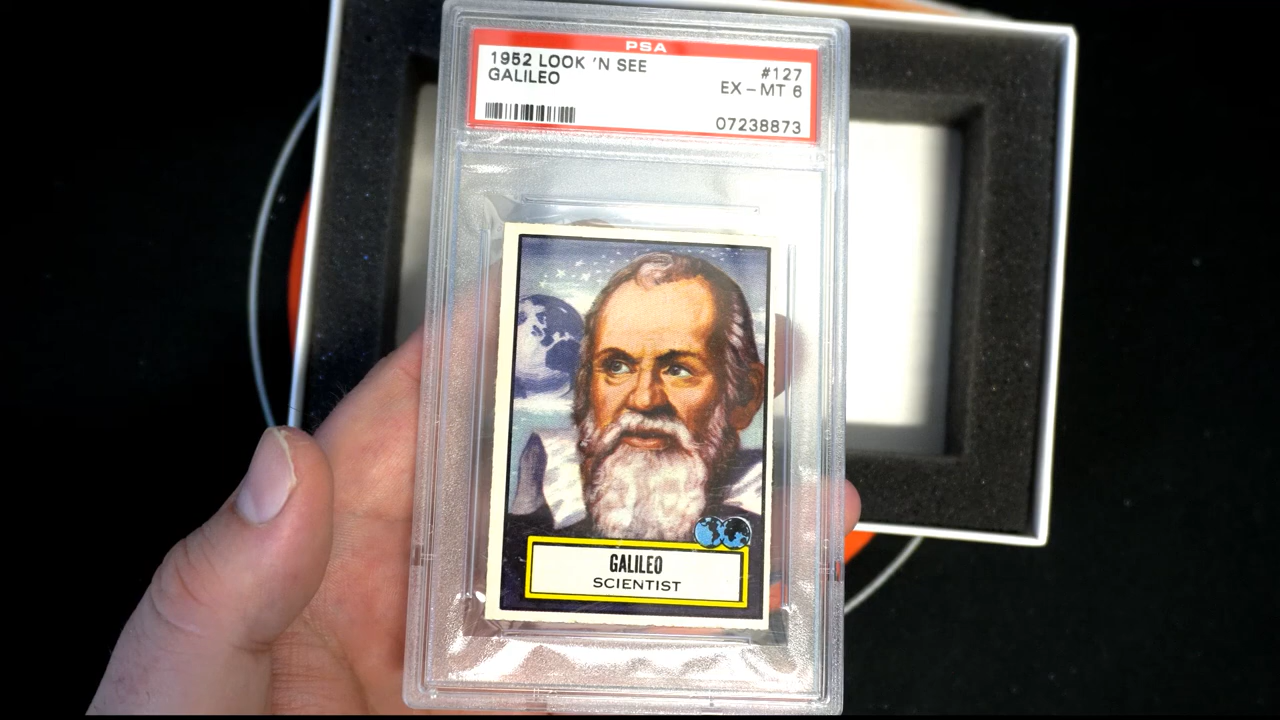 PSA
1952 LOOK 'N SEE
#127
GALILEO
EX - MT 6
07238873
GALILEO
SCIENTIST